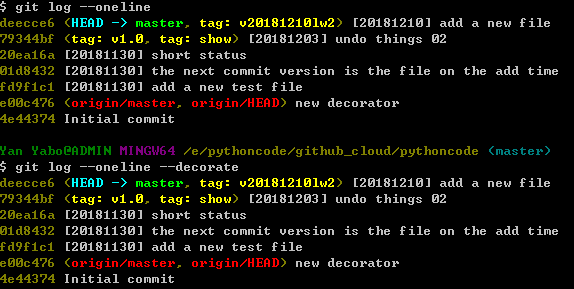 $ git log --oneline
deecce6 (HEAD -> master, tag: v20181210lw2) [20181210] add a new file
79344bf (tag: v1.0, tag: show) [20181203] undo things 02
20ea16a [20181130] short status
01d8432 [20181130] the next commit version is the file on the add time
fd9f1c1 [20181130] add a new test file
e00c476 (origin/master, origin/HEAD) new decorator
4e44374 Initial commit
Yan Yabo@ADMIN MINGW64 /e/pythoncode/github_cloud/pythoncode (master)
$ git log --oneline --decorate
deecce6 (HEAD -> master, tag: v20181210lw2) [20181210] add a new file
79344bf (tag: v1.0, tag: show) [20181203] undo things 02
20ea16a [20181130] short status
01d8432 [20181130] the next commit version is the file on the add time
fd9f1c1 [20181130] add a new test file
e00c476 (origin/master, origin/HEAD) new decorator
4e44374 Initial commit